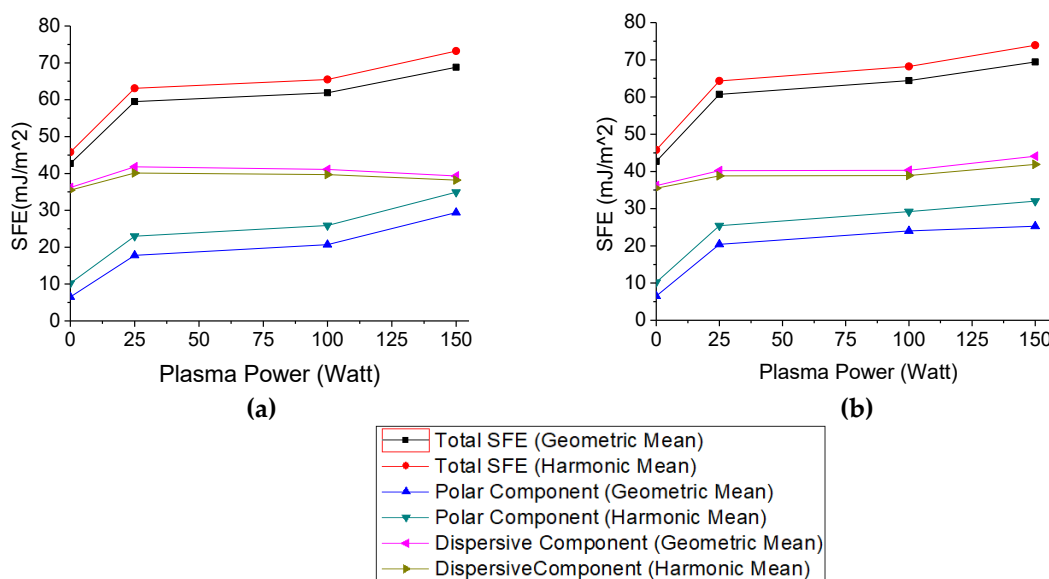 80
70
60
50
40
30
20
10
0
SFE(mJ/m^2)
0 25 50 75 100 125 150
Plasma Power (Watt)
(a)
80
70
60
50
40
30
20
10
0
SFE (mJ/m^2)
0 25 50 75 100 125 150
Plasma Power (Watt)
(b)
Total SFE (Geometric Mean)
Total SFE (Harmonic Mean)
Polar Component (Geometric Mean)
Polar Component (Harmonic Mean)
Dispersive Component (Geometric Mean)
DispersiveComponent (Harmonic Mean)